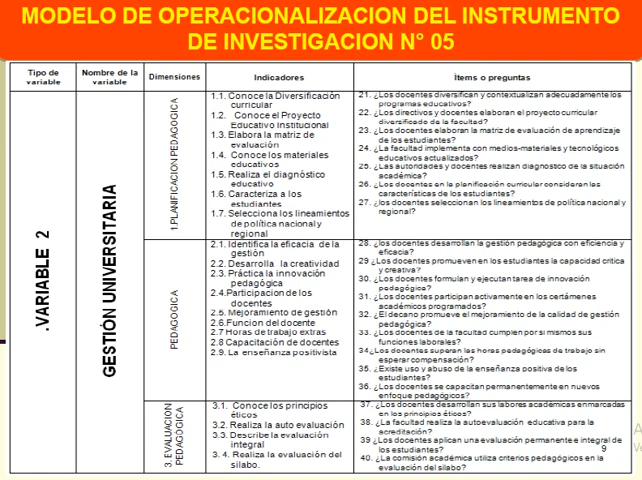 MODELO DE OPERACIONALIZACION DEL INSTRUMENTO
DE INVESTIGACION N° 05
Tipo de variable
Nombre de la variable
Dimensiones
Indicadores
Ítems o preguntas
.VARIABLE 2
GESTIÓN UNIVERSITARIA
1.PLANIFICACION PEDAGOGICA
1.1. Conoce la Diversificación
curricular
1.2. Conoce el Proyecto
Educativo Institucional
1.3. Elabora la matriz de
evaluación
1.4. Conoce los materiales
educativos
1.5. Realiza el diagnóstico
educativo
1.6. Caracteriza a los
estudiantes
1.7. Selecciona los lineamientos
de política nacional y
regional
21. ¿Los docentes diversifican y contextualizan adecuadamente los
programas educativos?
22. ¿Los directivos y docentes elaboran el proyecto curricular
diversificado de la facultad?
23. ¿Los docentes elaboran la matriz de evaluación de aprendizaje
de los estudiantes?
24. ¿La facultad implementa con medios-materiales y tecnológicos
educativos actualizados?
25. ¿Las autoridades y docentes realizan diagnostico de la situación
académica?
26. ¿Los docentes en la planificación curricular consideran las
características de los estudiantes?
27. ¿los docentes seleccionan los lineamientos de política nacional y
regional?
PEDAGOGICA
2.1. Identifica la eficacia de la
gestión
2.2. Desarrolla la creatividad
2.3. Práctica la innovación
pedagógica
2.4.Participacion de los
docentes
2.5. Mejoramiento de gestión
2.6.Funcion del docente
2.7 Horas de trabajo extras
2.8 Capacitación de docentes
2.9. La enseñanza positivista
28. ¿los docentes desarrollan la gestión pedagógica con eficiencia y
eficacia?
29 ¿Los docentes promueven en los estudiantes la capacidad critica
y creativa?
30. ¿Los docentes formulan y ejecutan tarea de innovación
pedagógica?
31. ¿Los docentes participan activamente en los certámenes
académicos programados?
32. ¿El decano promueve el mejoramiento de la calidad de gestión
pedagógica?
33. ¿Los docentes de la facultad cumplen por si mismos sus
funciones laborales?
34¿Los docentes superan las horas pedagógicas de trabajo sin
esperar compensación?
35. ¿Existe uso y abuso de la enseñanza positiva de los
estudiantes?
36. ¿Los docentes se capacitan permanentemente en nuevos
enfoque pedagógicos?
3. EVALUACION PEDAGÓGICA
3.1. Conoce los principios
éticos
3.2. Realiza la auto evaluación
3.3. Describe la evaluación
integral
3. 4. Realiza la evaluación del
sílabo.
37. ¿Los docentes desarrollan sus labores académicas enmarcadas
en los principios éticos?
38. ¿La facultad realiza la autoevaluación educativa para la
acreditación?
39 ¿Los docentes aplican una evaluación permanente e integral de
los estudiantes?
40. ¿La comisión académica utiliza criterios pedagógicos en la
evaluación del silabo?
9